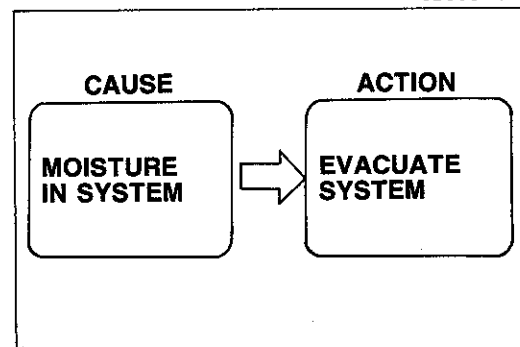 CAUSE
MOISTURE
IN SYSTEM
ACTION
EVACUATE
SYSTEM